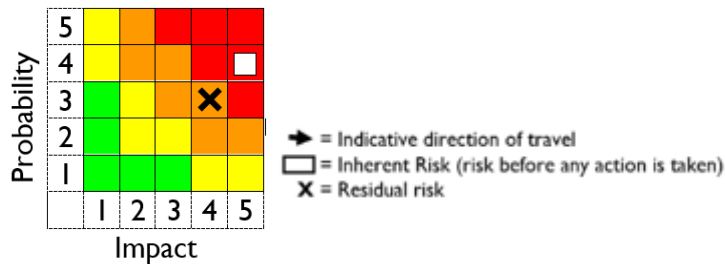 Probability
5
4
3
2
1
1 2 3 4 5
Impact
= Indicative direction of travel
= Inherent Risk (risk before any action is taken)
X = Residual risk